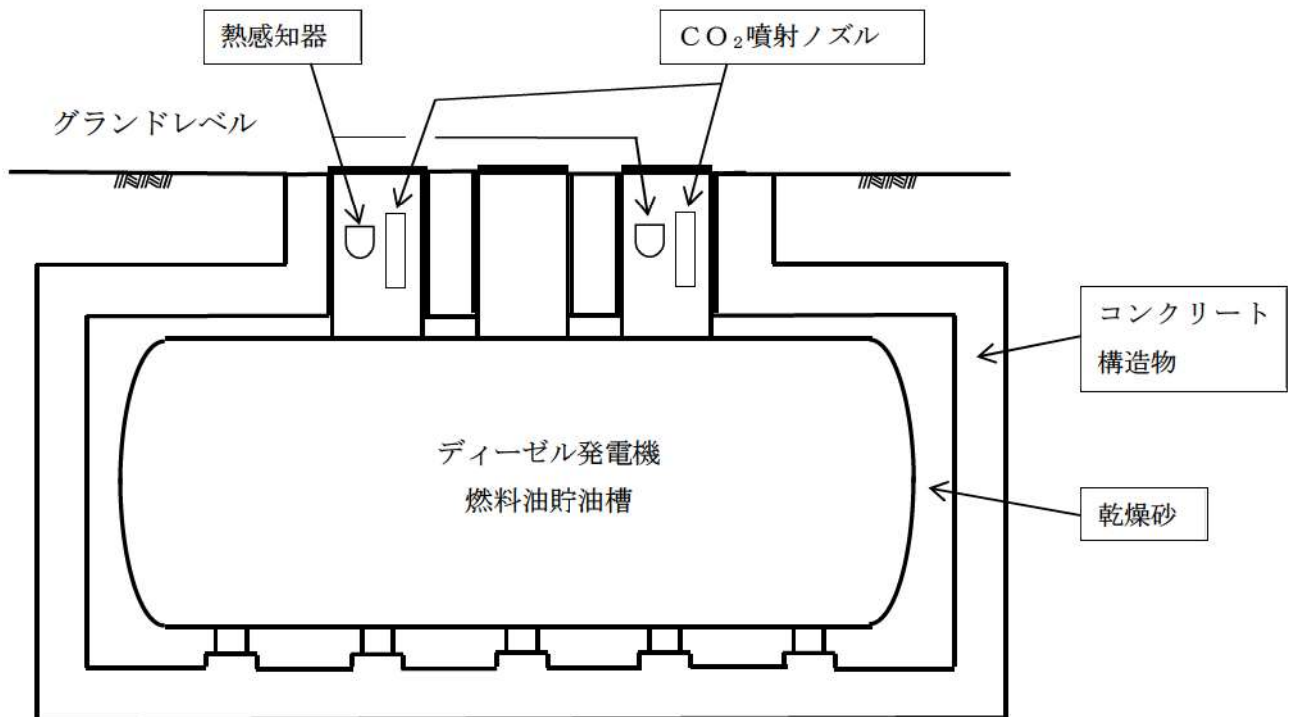 熱感知器
ＣＯ₂噴射ノズル
グランドレベル
コンクリート
構造物
ディーゼル発電機
燃料油貯油槽
乾燥砂